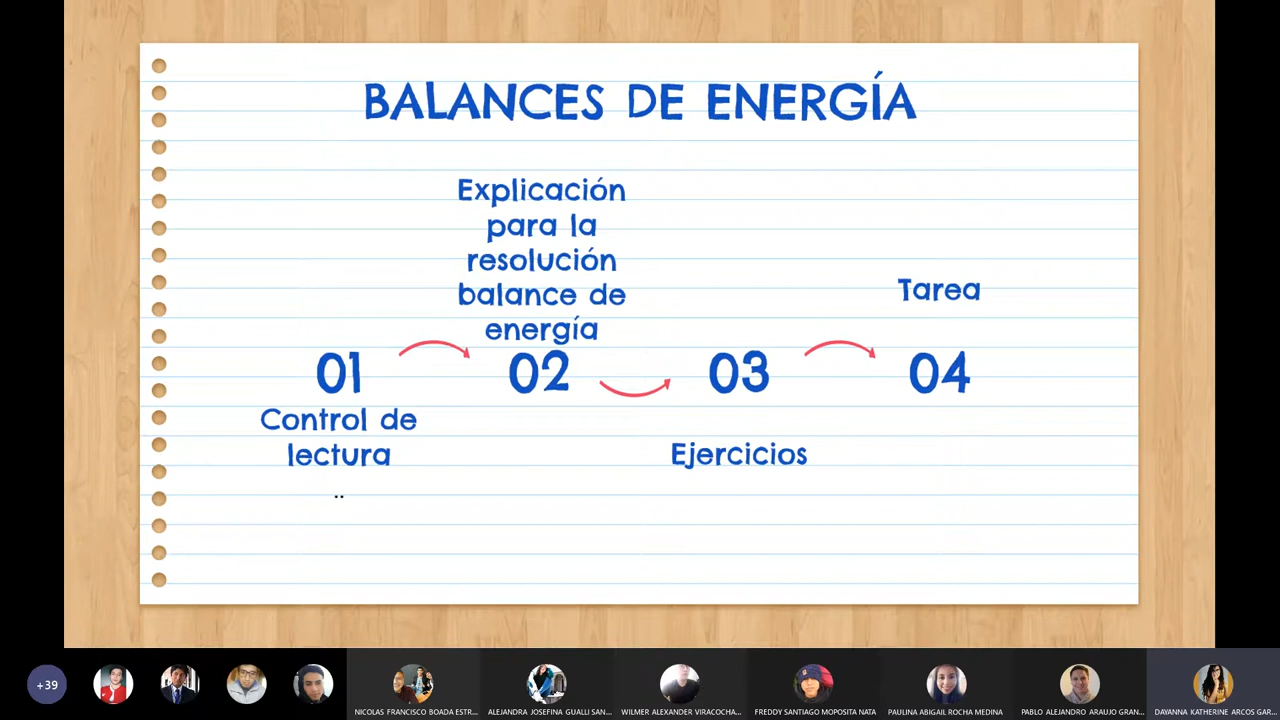 BALANCES DE ENERGÍA
Explicación
para la
resolución
balance de
energía
Tarea
01
02
03
04
Control de
lectura
..
Ejercicios
+39
NICOLAS FRANCISCO BOADA ESTR...
ALEJANDRA JOSEFINA GUALLI SAN...
WILMER ALEXANDER VIRACOCHA...
FREDDY SANTIAGO MOPOSITA NATA
PAULINA ABIGAIL ROCHA MEDINA
PABLO ALEJANDRO ARAUJO GRAN...
DAYANNA KATHERINE ARCOS GAR...